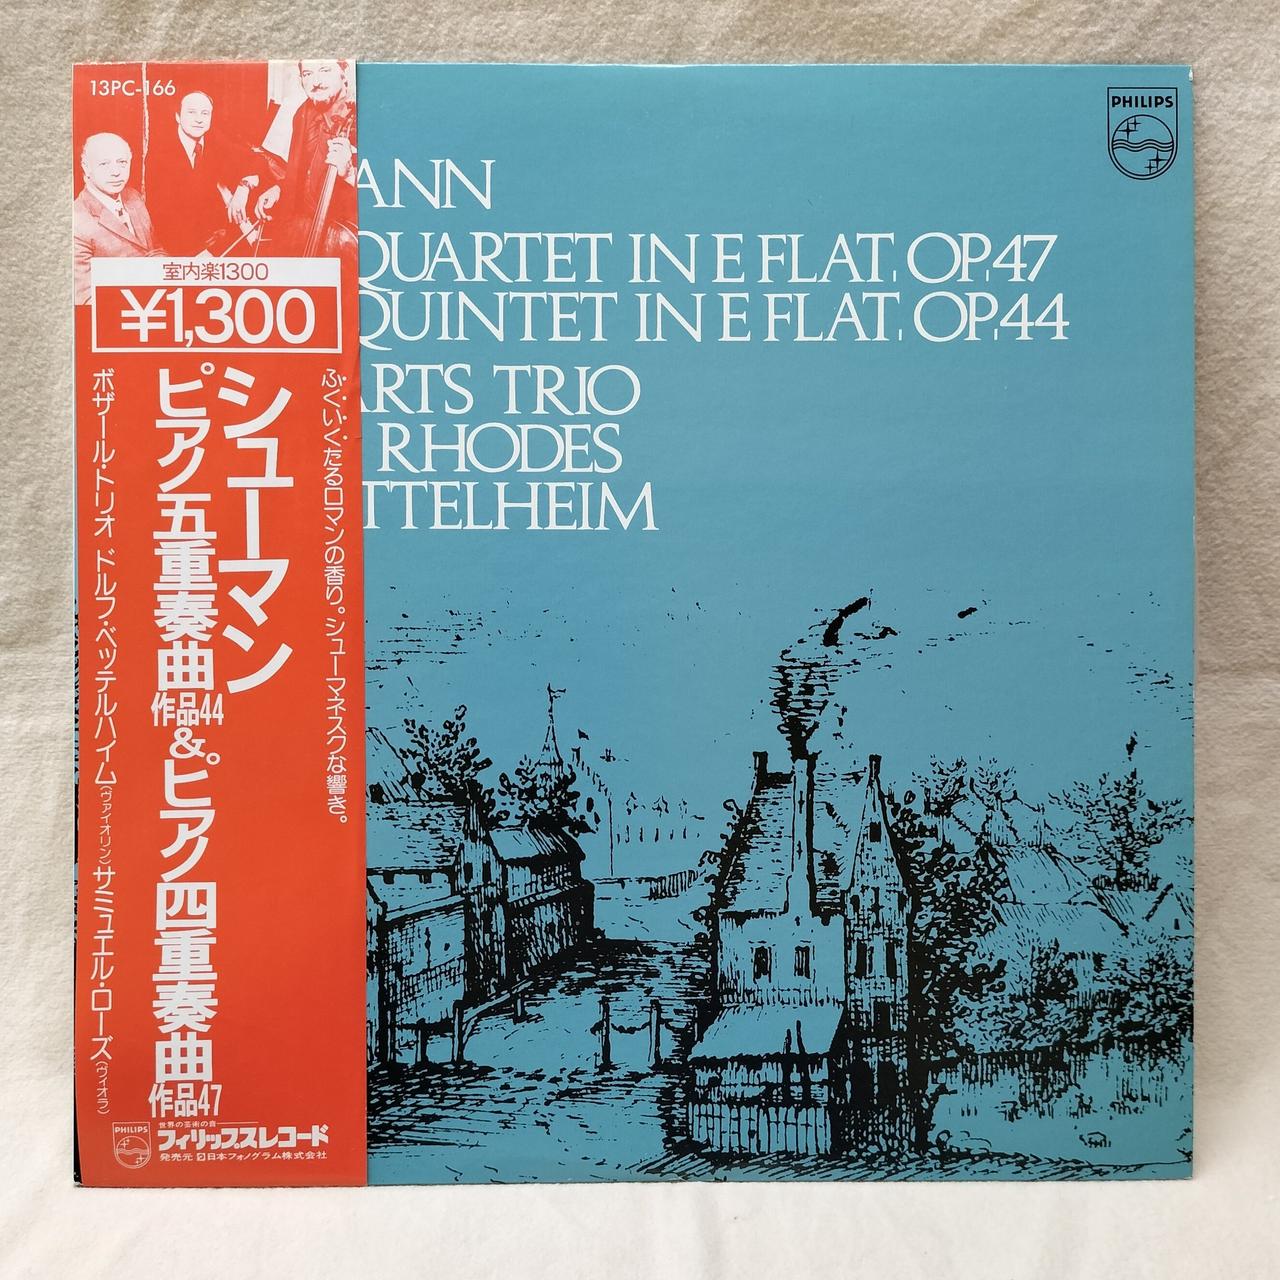 13PC-166
室内楽1300
¥1,300
ふくいくたるロマンの香り。シューマネスクな響き。
シューマン
ピアノ五重奏曲作品44&ピアノ四重奏曲作品47
ボザール・トリオ ドルフ・ベッテルハイム(ヴァイオリン)サミュエル・ローズ(ヴィオラ)
PHILIPS
世界の芸術の音
フィリップスレコード
発売元 日本フォノグラム株式会社
PHILIPS
ANN
QUARTET IN E FLAT, OP.47
QUINTET IN E FLAT, OP.44
ARTS TRIO
RHODES
TTELHEIM